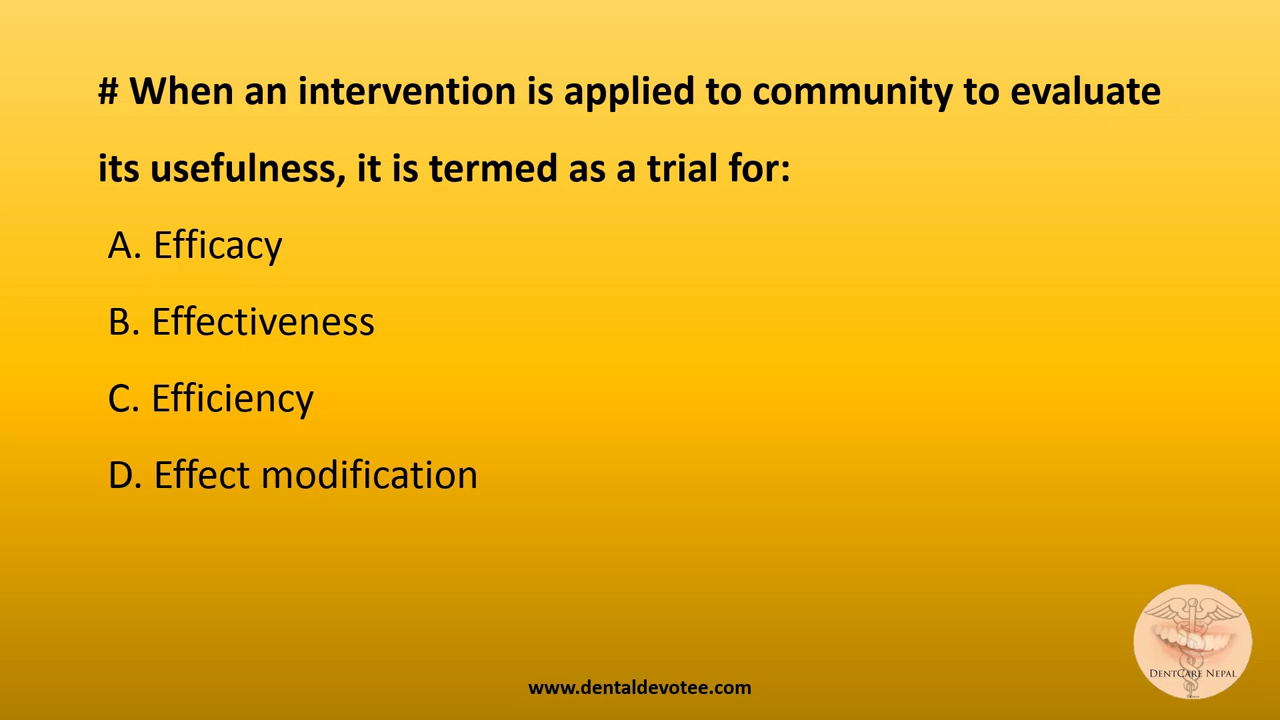 # When an intervention is applied to community to evaluate
its usefulness, it is termed as a trial for:
A. Efficacy
B. Effectiveness
C. Efficiency
D. Effect modification
DentCare Nepal
www.dentaldevotee.com